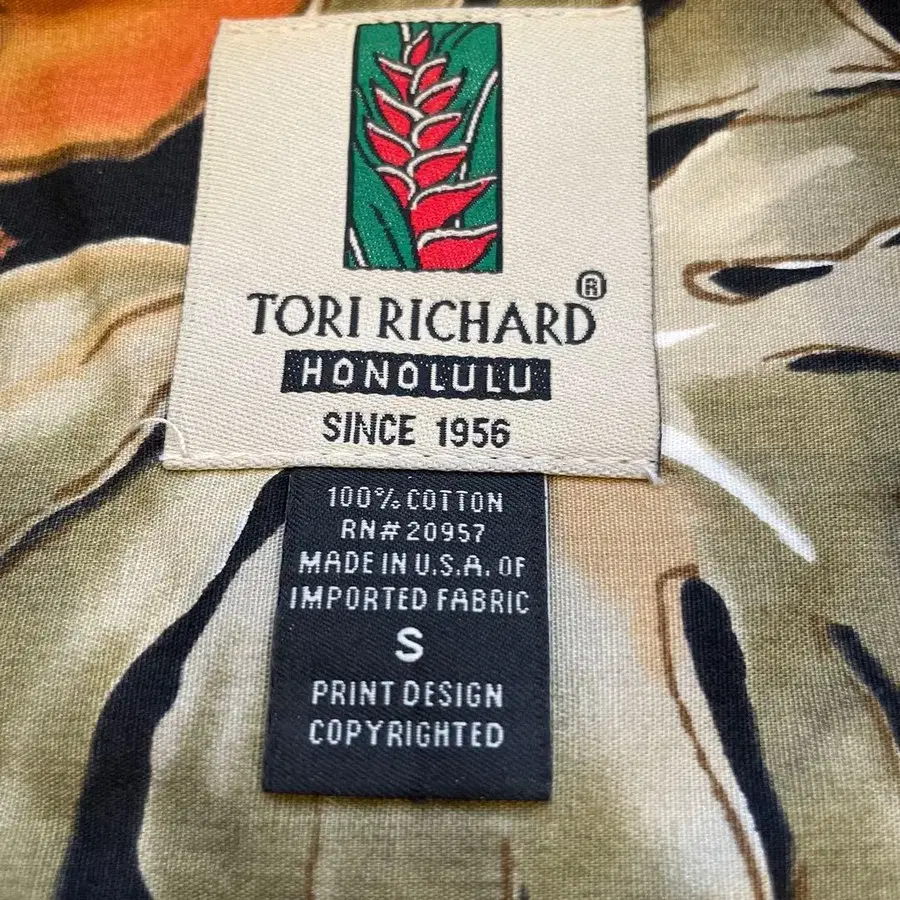 TORI RICHARD®
HONOLULU
SINCE 1956
100% COTTON
RN#20957
MADE IN U.S.A. OF
IMPORTED FABRIC
S
PRINT DESIGN
COPYRIGHTED